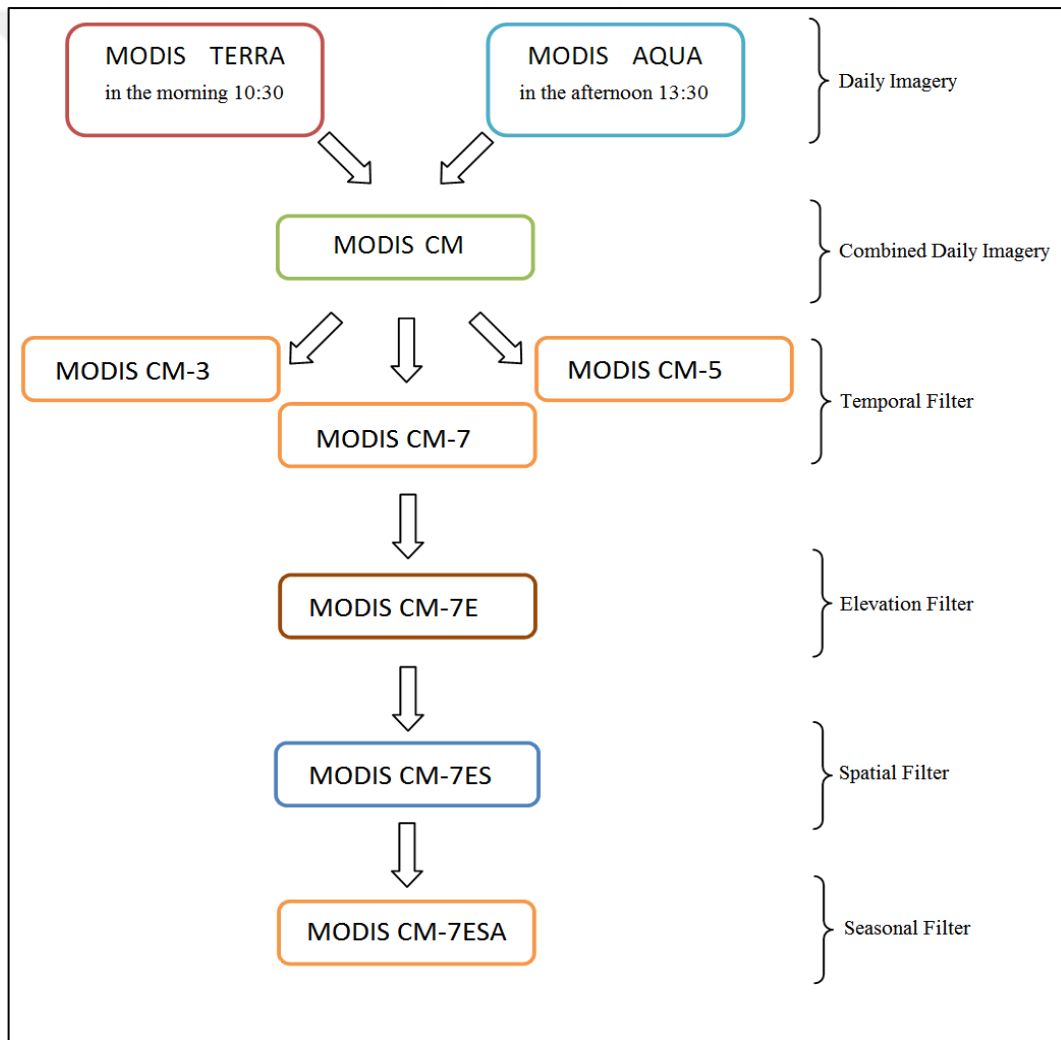 MODIS TERRA
in the morning 10:30
MODIS AQUA
in the afternoon 13:30
Daily Imagery
MODIS CM
Combined Daily Imagery
MODIS CM-3
MODIS CM-5
MODIS CM-7
Temporal Filter
MODIS CM-7E
Elevation Filter
MODIS CM-7ES
Spatial Filter
MODIS CM-7ESA
Seasonal Filter